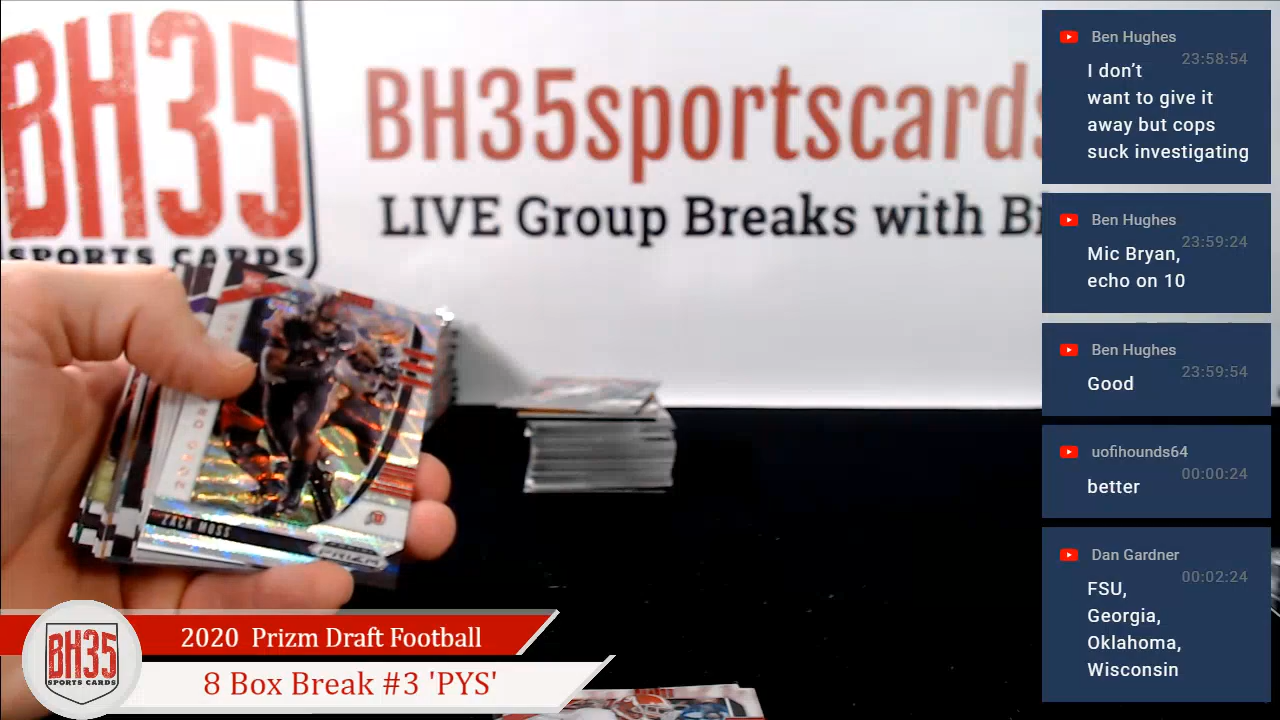 BH35
SPORTS CARDS
BH35sportscards
LIVE Group Breaks with B
ZACK MOSS
PRIZM
2020 Prizm Draft Football
8 Box Break #3 'PYS'
BH35
SPORTS CARDS
Ben Hughes
23:58:54
I don't
want to give it
away but cops
suck investigating
Ben Hughes
23:59:24
Mic Bryan,
echo on 10
Ben Hughes
23:59:54
Good
uofihounds64
00:00:24
better
Dan Gardner
00:02:24
FSU,
Georgia,
Oklahoma,
Wisconsin